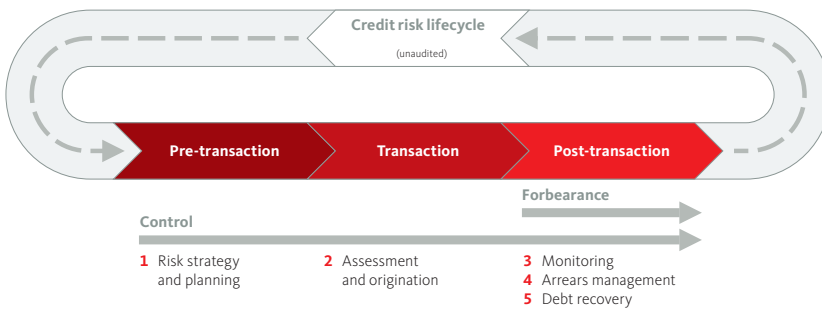 Credit risk lifecycle
(unaudited)
Pre-transaction
Transaction
Post-transaction
Forbearance
Control
1 Risk strategy
and planning
2 Assessment
and origination
3 Monitoring
4 Arrears management
5 Debt recovery